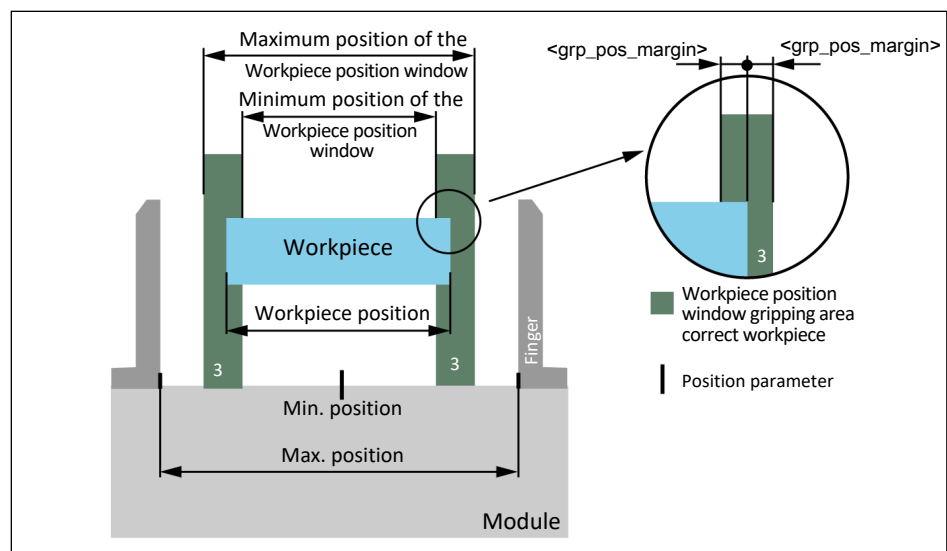 Maximum position of the
Workpiece position window
Minimum position of the
Workpiece position
window
<grp_pos_margin>
<grp_pos_margin>
Workpiece
Workpiece position
3
3
Finger
3
Workpiece position
window gripping area
correct workpiece
Position parameter
Min. position
Max. position
Module